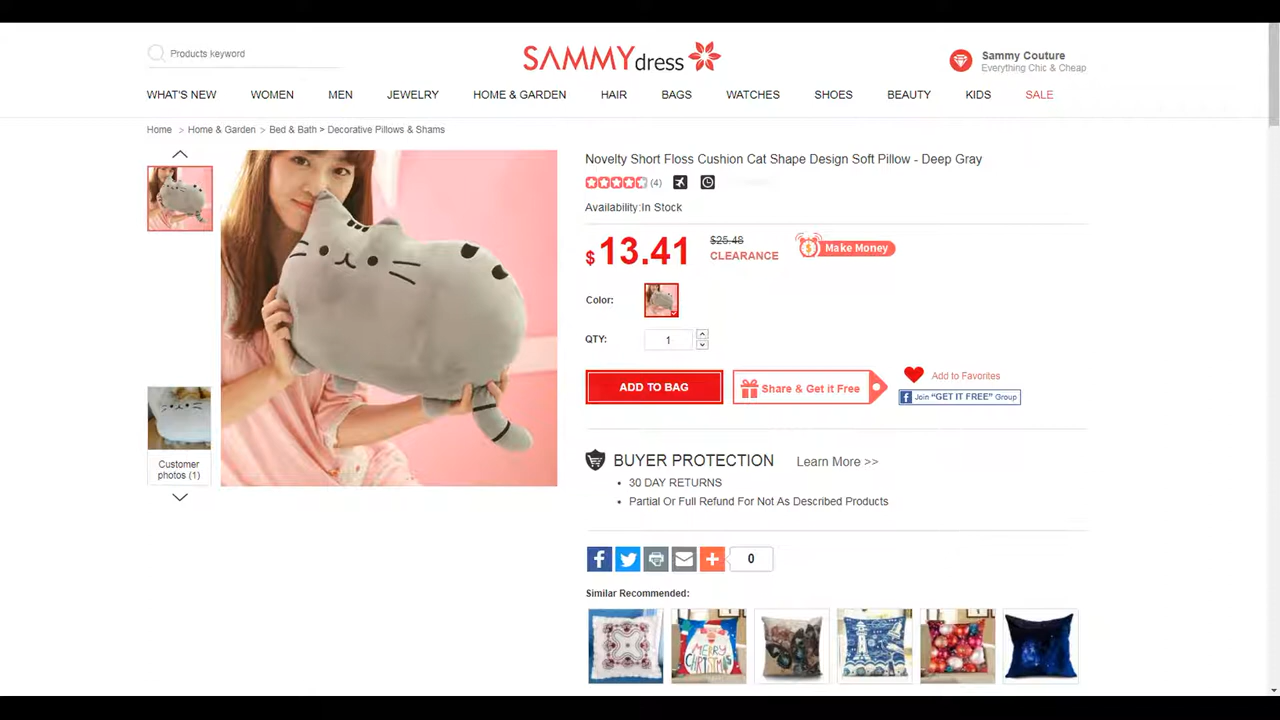 Products keyword
SAMMYdress
Sammy Couture
Everything Chic & Cheap
WHAT'S NEW
WOMEN
MEN
JEWELRY
HOME & GARDEN
HAIR
BAGS
WATCHES
SHOES
BEAUTY
KIDS
SALE
Home > Home & Garden > Bed & Bath > Decorative Pillows & Shams
Customer
photos (1)
Novelty Short Floss Cushion Cat Shape Design Soft Pillow - Deep Gray
(4)
Availability:In Stock
$13.41
$25.48
CLEARANCE
$ Make Money
Color:
QTY:
1
ADD TO BAG
Share & Get it Free
Add to Favorites
f Join “GET IT FREE” Group
BUYER PROTECTION
Learn More >>
• 30 DAY RETURNS
• Partial Or Full Refund For Not As Described Products
f
+
0
Similar Recommended:
MERRY
CHRISTMAS